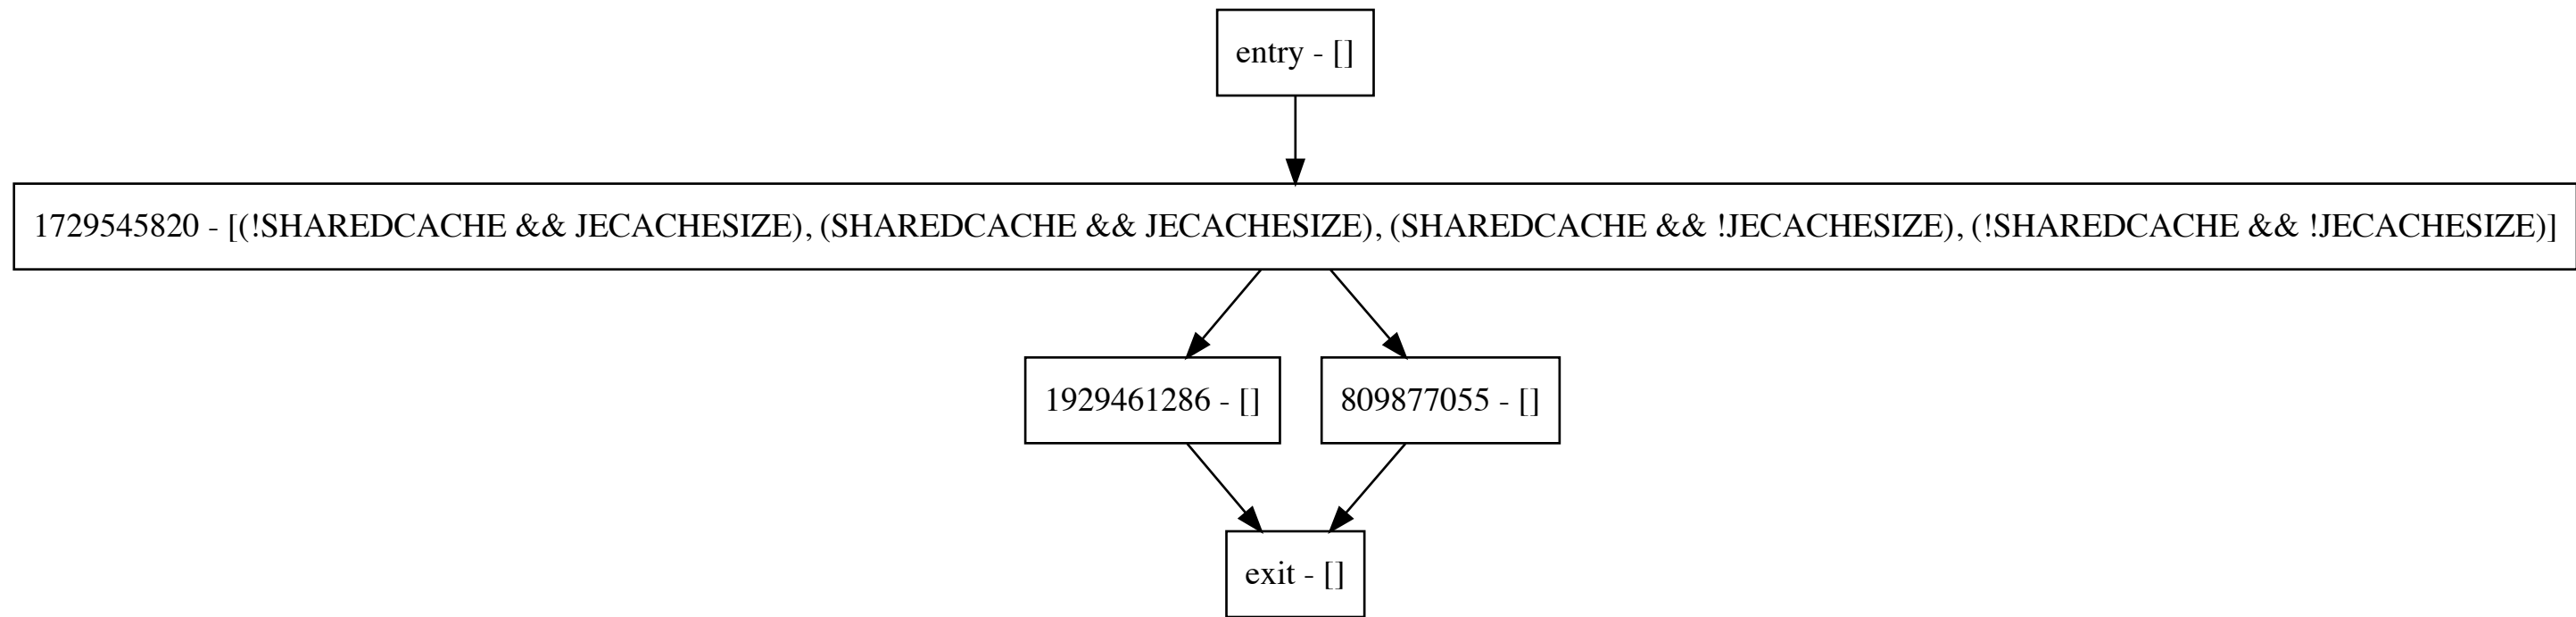 entry - []
1729545820 - [(!SHAREDCACHE && JECACHESIZE), (SHAREDCACHE && JECACHESIZE), (SHAREDCACHE && !JECACHESIZE), (!SHAREDCACHE && !JECACHESIZE)]
1929461286 - []
809877055 - []
exit - []